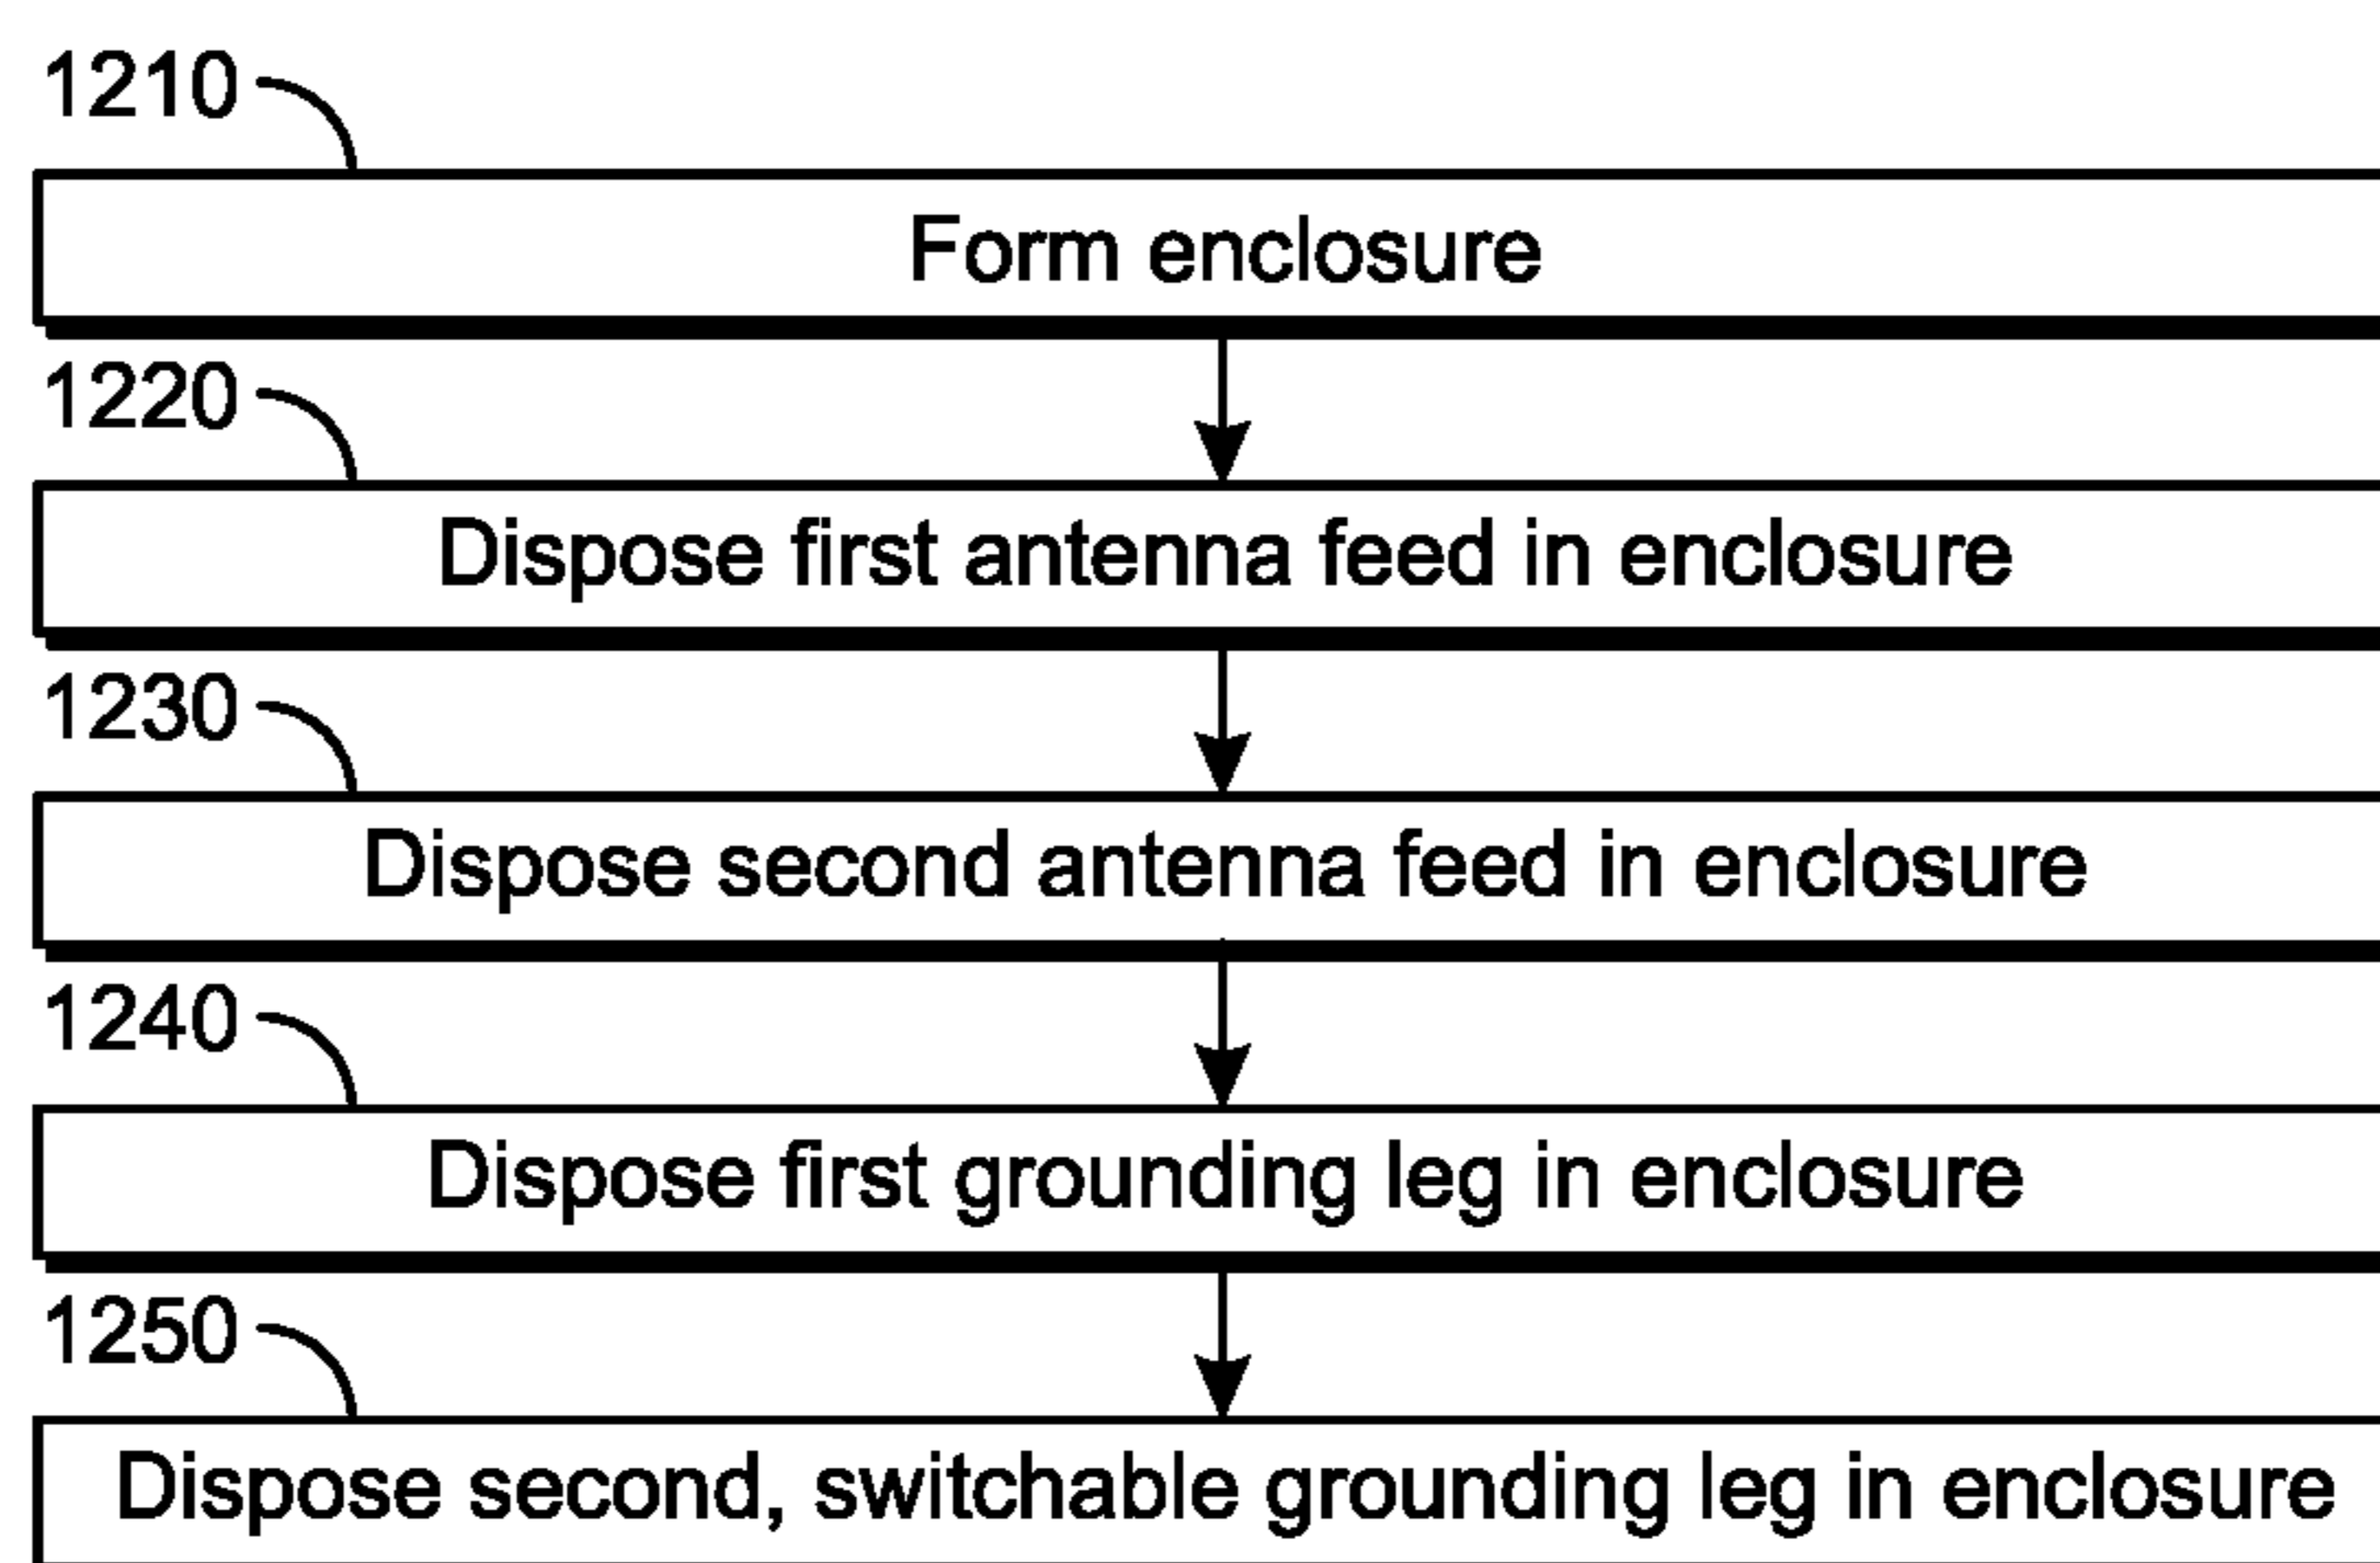 1210
Form enclosure
1220
Dispose first antenna feed in enclosure
1230
Dispose second antenna feed in enclosure
1240
Dispose first grounding leg in enclosure
1250
Dispose second, switchable grounding leg in enclosure